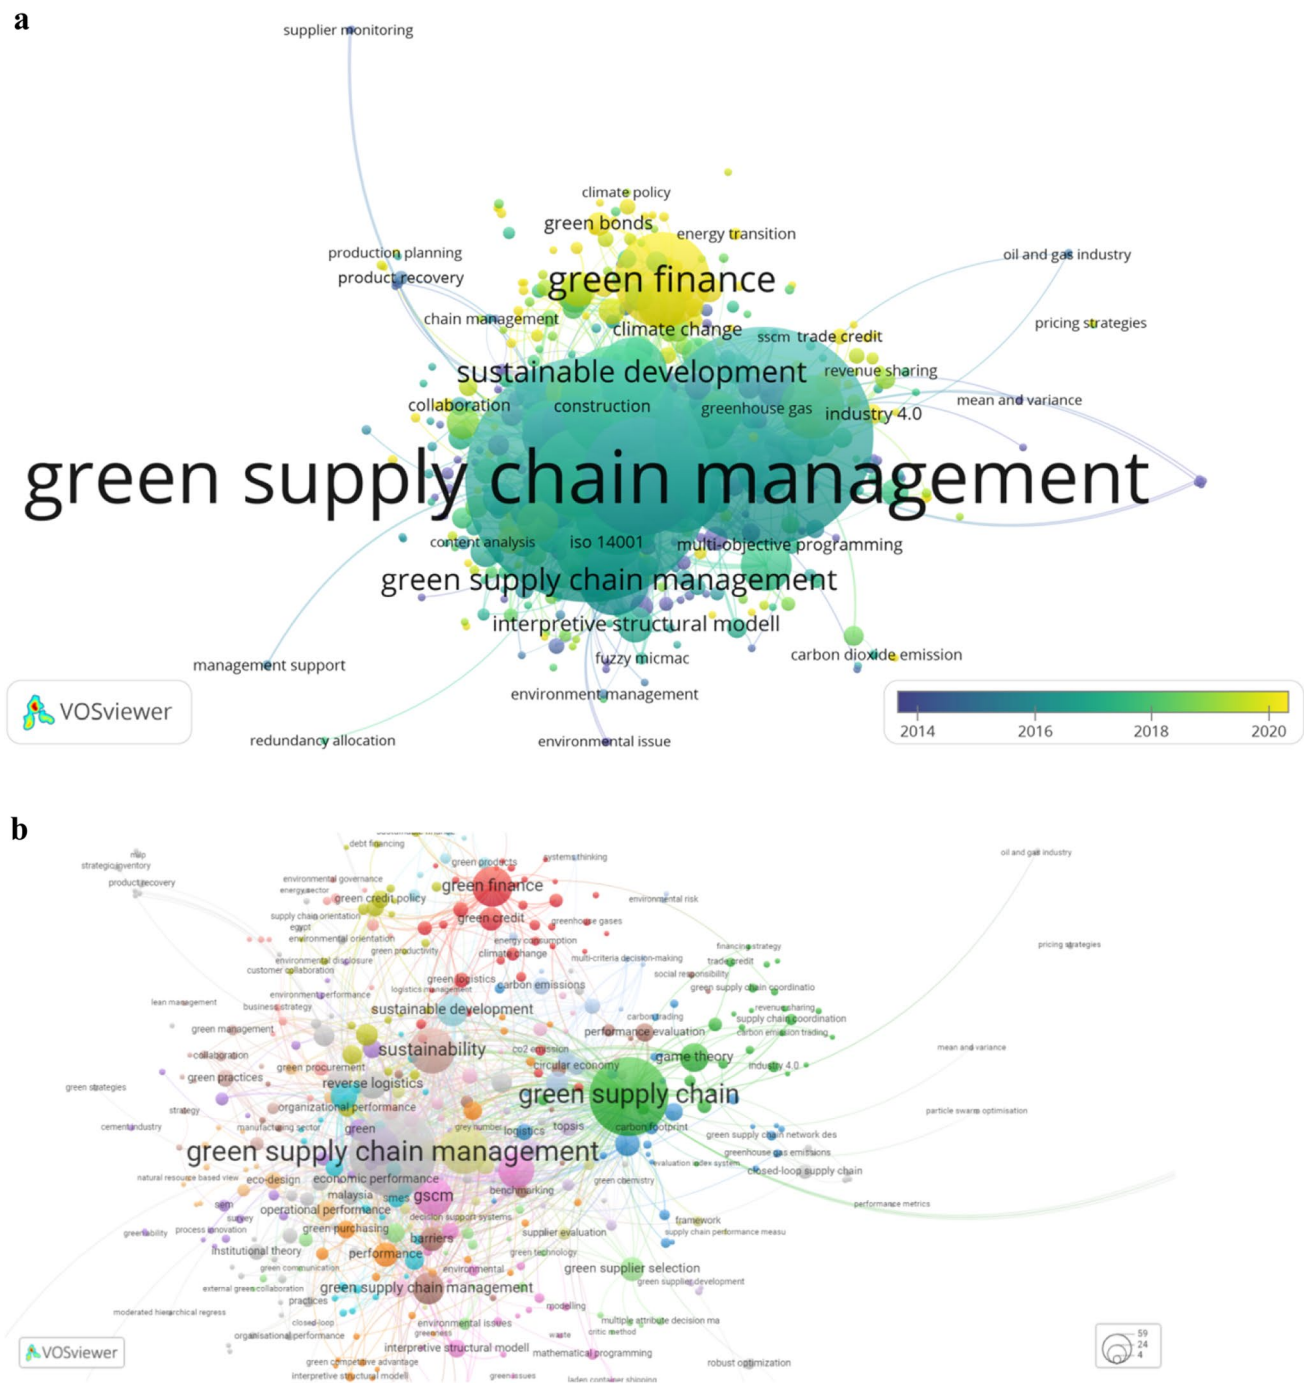 a
supplier monitoring
climate policy
green bonds
energy transition
production planning
oil and gas industry
product recovery
green finance
chain management
pricing strategies
climate change
sscm
trade credit
sustainable development
revenue sharing
mean and variance
collaboration
construction
greenhouse gas
industry 4.0
green supply chain management
content analysis
iso 14001
multi-objective programming
green supply chain management
interpretive structural modell
fuzzy micmac
carbon dioxide emission
management support
environment management
VOSviewer
redundancy allocation
environmental issue
2014
2016
2018
2020
b
debt financing
strategic inventory
green products
systems thinking
oil and gas industry
product recovery
environmental governance
green finance
energy sector
green credit policy
environmental risk
supply chain orientation
green credit
greenhouse gases
egypt
environmental orientation
energy consumption
financing strategy
pricing strategies
green productivity
climate change
multi-criteria decision-making
trade credit
environmental disclosure
customer collaboration
social responsibility
green logistics
carbon emissions
green supply chain coordinatio
logistics management
environment performance
lean management
business strategy
sustainable development
carbon trading
revenue sharing
supply chain coordination
green management
performance evaluation
carbon emission trading
sustainability
co2 emission
game theory
mean and variance
collaboration
green procurement
circular economy
industry 4.0
green practices
reverse logistics
green strategies
green supply chain
strategy
organizational performance
particle swarm optimisation
cement industry
manufacturing sector
green
grey number
logistics
topsis
carbon footprint
green supply chain network des
green supply chain management
greenhouse gas emissions
evaluation index system
closed-loop supply chain
natural resource based view
eco-design
economic performance
green chemistry
malaysia
smes
gscm
benchmarking
performance metrics
sem
operational performance
survey
decision support systems
framework
greenability
process innovation
green purchasing
barriers
supplier evaluation
supply chain performance measu
institutional theory
performance
green technology
green communication
environmental
green supplier selection
external green collaboration
green supply chain management
green supplier development
practices
modelling
moderated hierarchical regress
closed-loop
environmental issues
multiple attribute decision ma
organisational performance
greenness
waste
critic method
interpretive structural modell
mathematical programming
VOSviewer
green competitive advantage
robust optimization
interpretive structural modell
green issues
laden container shipping
59
24
4